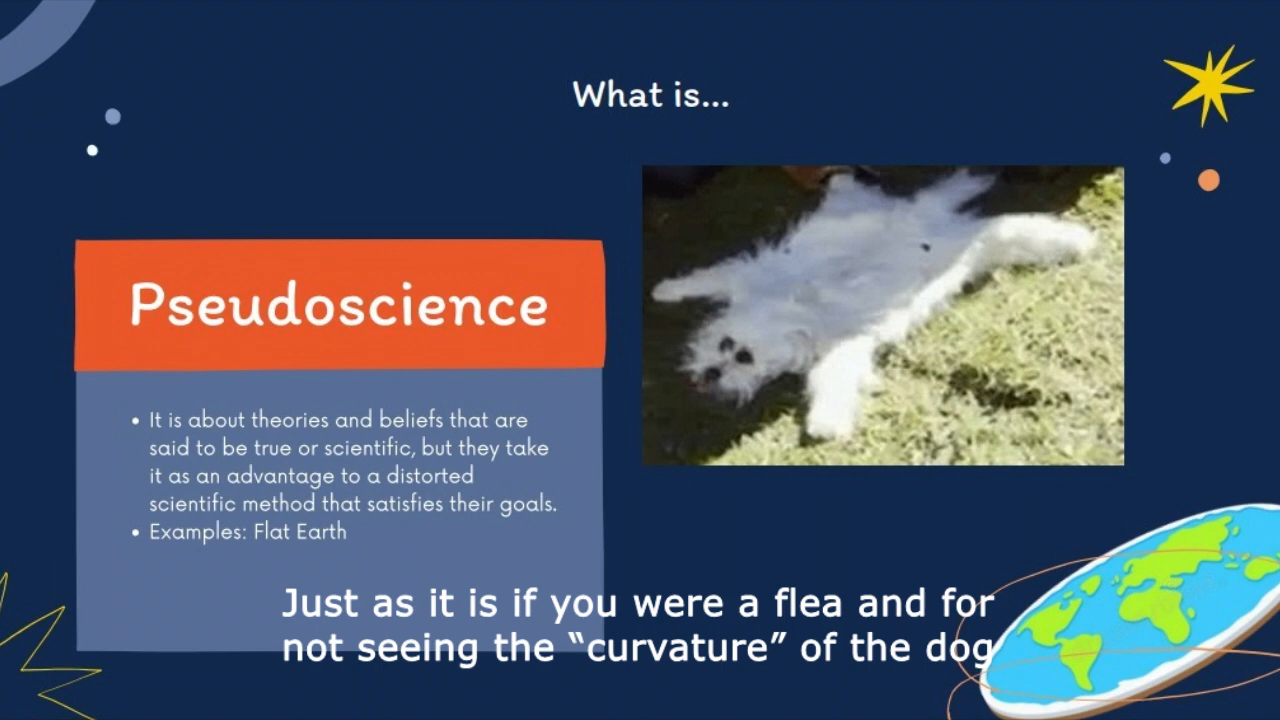 What is...
Pseudoscience
• It is about theories and beliefs that are
said to be true or scientific, but they take
it as an advantage to a distorted
scientific method that satisfies their goals.
• Examples: Flat Earth
Just as it is if you were a flea and for
not seeing the “curvature” of the dog